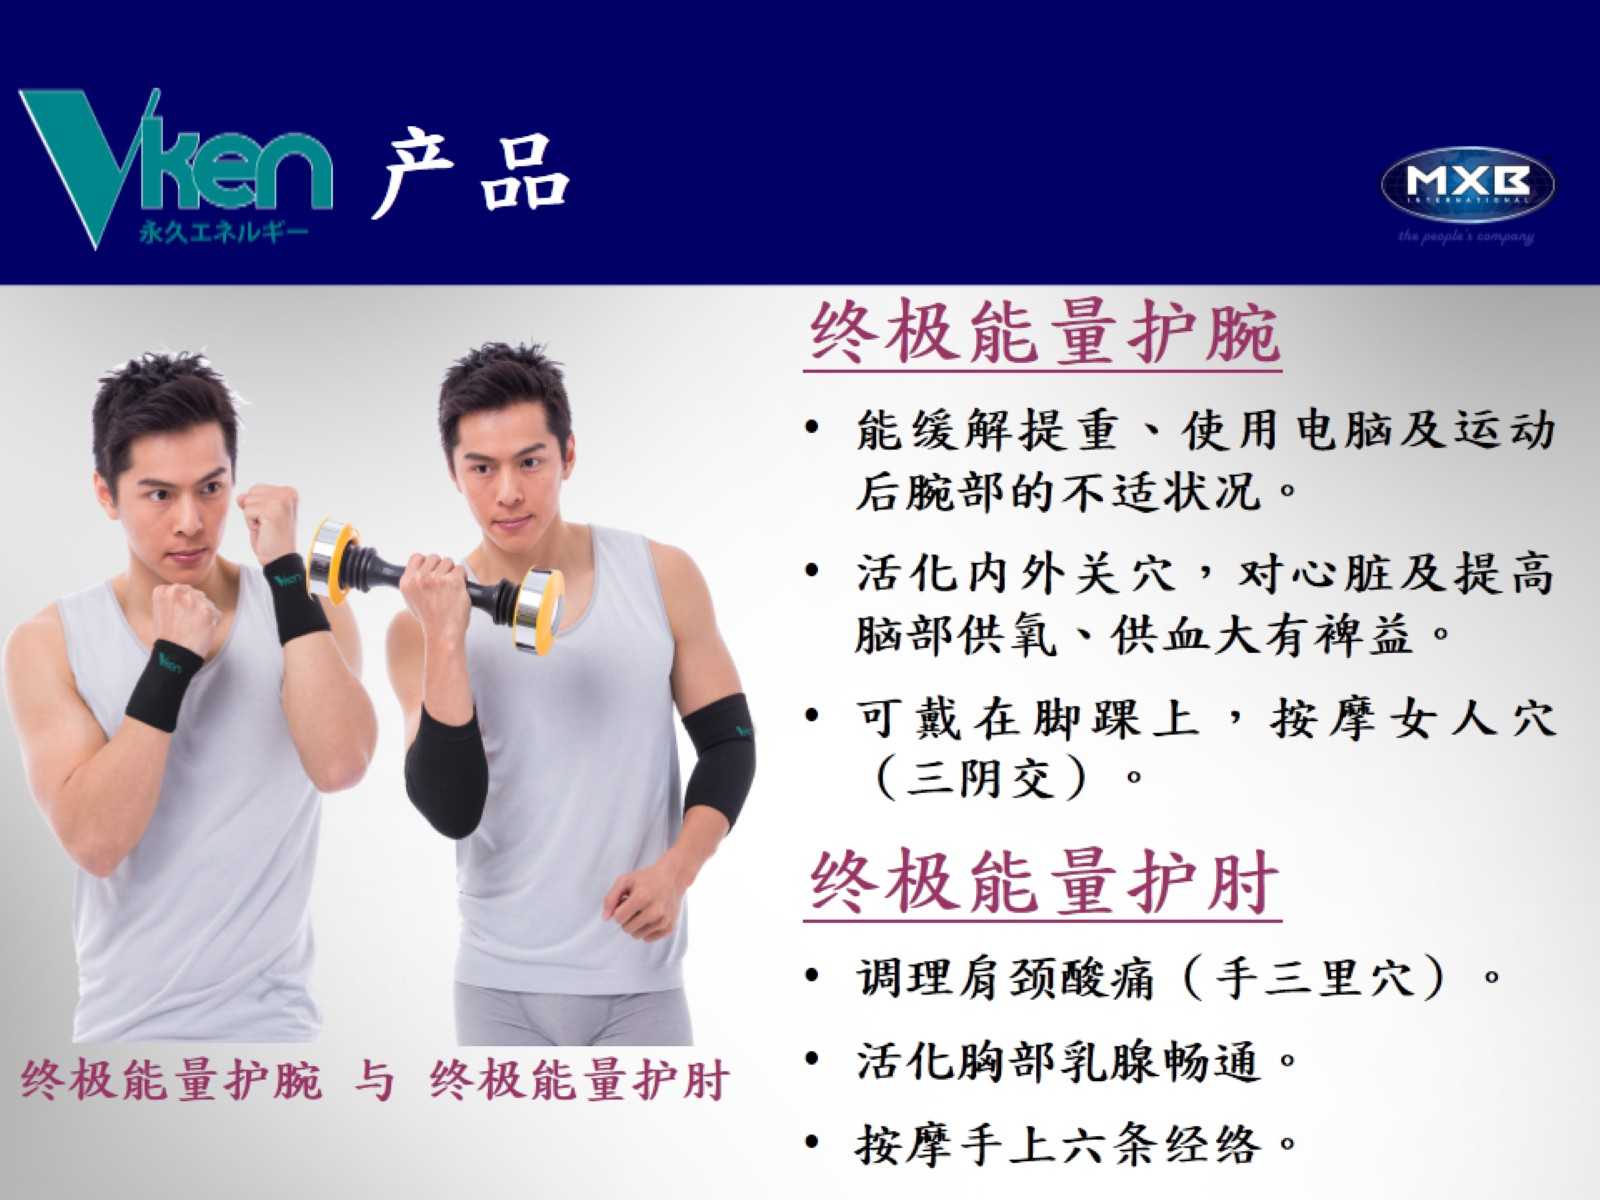 Vken 产品
永久エネルギー
MXB
INTERNATIONAL
the people's company
终极能量护腕
• 能缓解提重、使用电脑及运动
后腕部的不适状况。
• 活化内外关穴，对心脏及提高
脑部供氧、供血大有裨益。
• 可戴在脚踝上，按摩女人穴
（三阴交）。
终极能量护肘
• 调理肩颈酸痛（手三里穴）。
• 活化胸部乳腺畅通。
• 按摩手上六条经络。
Vken
Vken
终极能量护腕 与 终极能量护肘